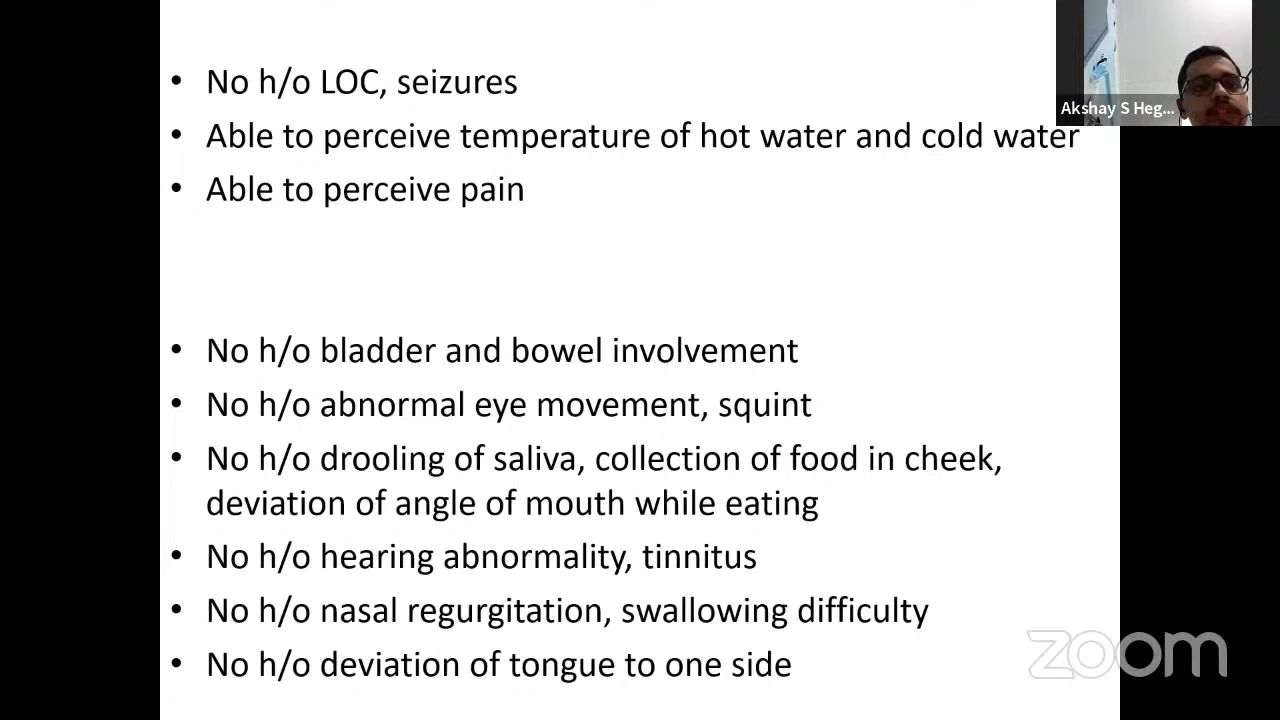 • No h/o LOC, seizures
• Able to perceive temperature of hot water and cold water
• Able to perceive pain
• No h/o bladder and bowel involvement
• No h/o abnormal eye movement, squint
• No h/o drooling of saliva, collection of food in cheek,
deviation of angle of mouth while eating
• No h/o hearing abnormality, tinnitus
• No h/o nasal regurgitation, swallowing difficulty
• No h/o deviation of tongue to one side
Akshay S Heg...
zoom